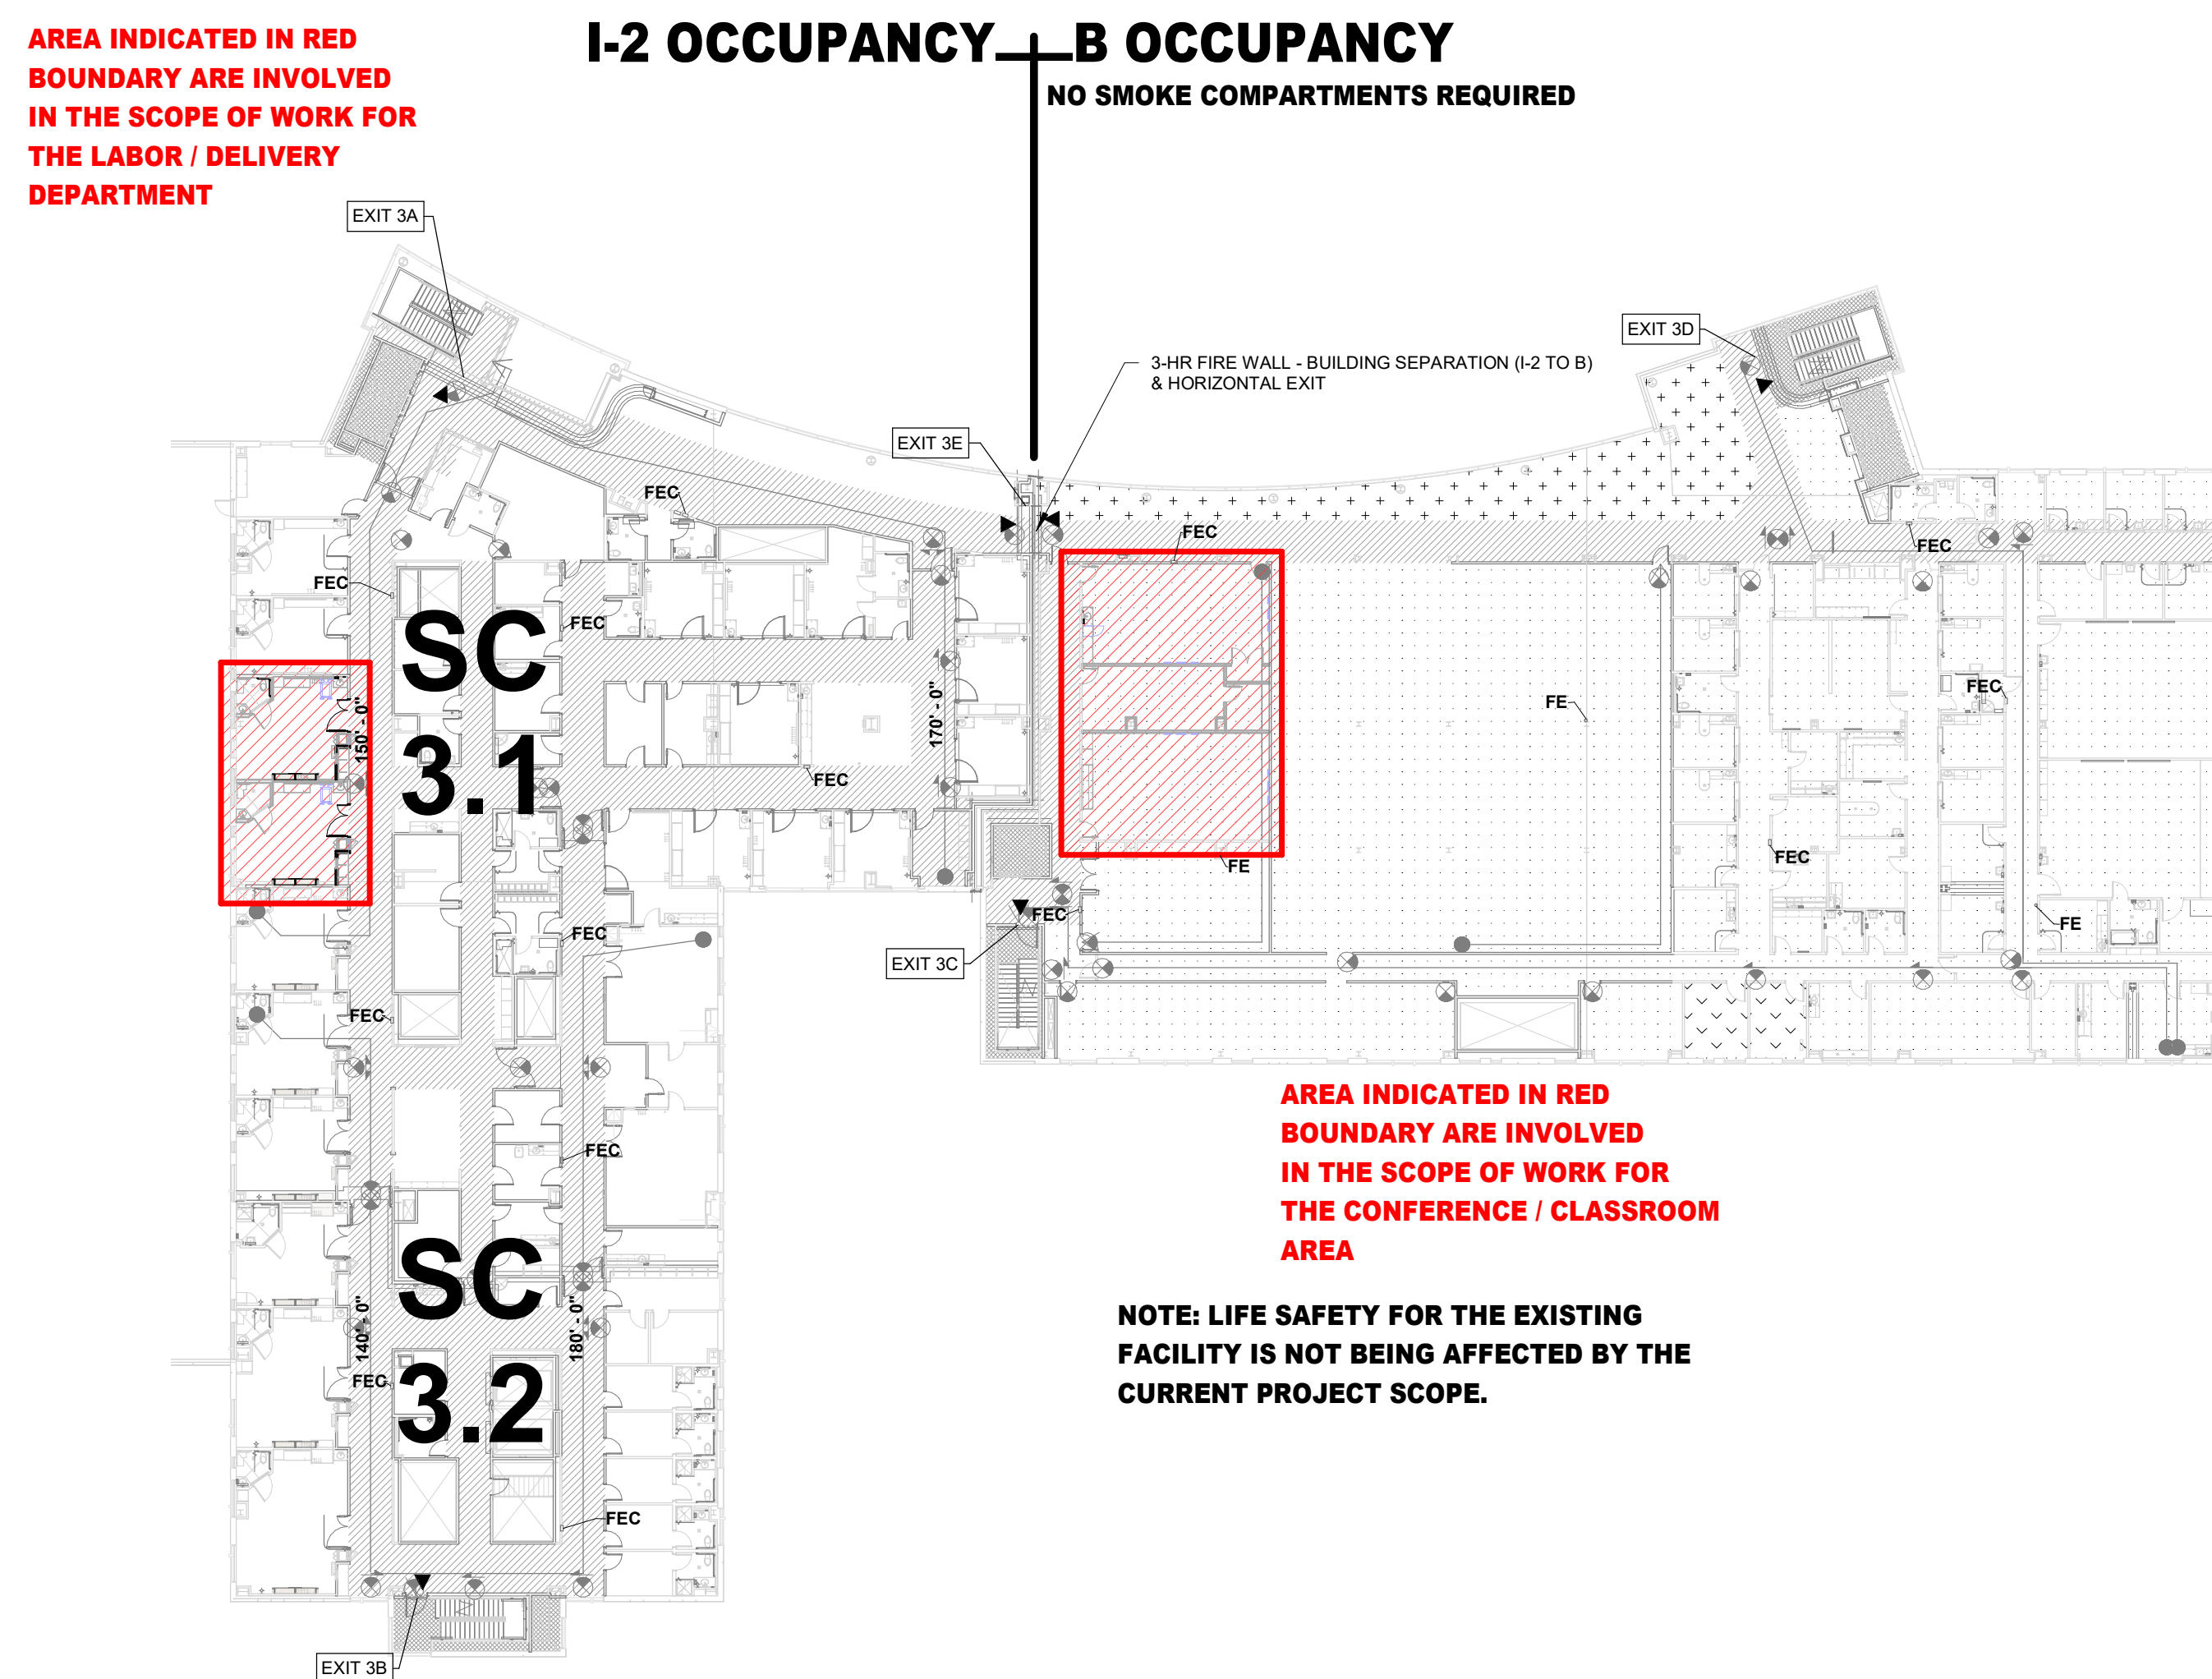 AREA INDICATED IN RED
BOUNDARY ARE INVOLVED
IN THE SCOPE OF WORK FOR
THE LABOR / DELIVERY
DEPARTMENT
I-2 OCCUPANCY
B OCCUPANCY
NO SMOKE COMPARTMENTS REQUIRED
EXIT 3A
EXIT 3D
3-HR FIRE WALL - BUILDING SEPARATION (I-2 TO B)
& HORIZONTAL EXIT
EXIT 3E
FEC
FEC
FEC
FEC
FEC
SC
3.1
150' - 0"
170' - 0"
FEC
FE
FEC
FEC
FE
FEC
FE
FEC
EXIT 3C
FEC
FEC
FEC
AREA INDICATED IN RED
BOUNDARY ARE INVOLVED
IN THE SCOPE OF WORK FOR
THE CONFERENCE / CLASSROOM
AREA
SC
3.2
140' - 0"
180' - 0"
FEC
FEC
NOTE: LIFE SAFETY FOR THE EXISTING
FACILITY IS NOT BEING AFFECTED BY THE
CURRENT PROJECT SCOPE.
EXIT 3B